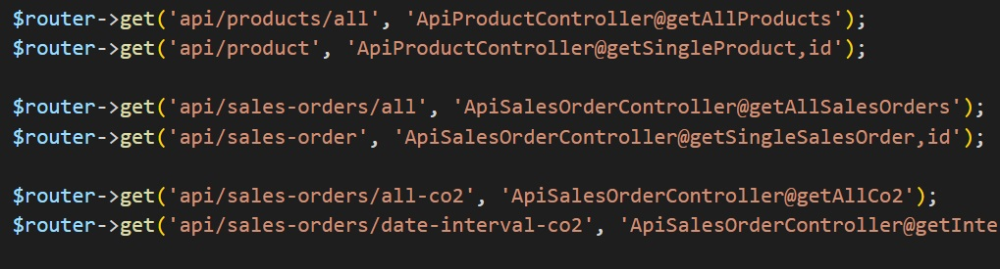 $router->get('api/products/all', 'ApiProductController@getAllProducts');
$router->get('api/product', 'ApiProductController@getSingleProduct,id');
$router->get('api/sales-orders/all', 'ApiSalesOrderController@getAllSalesOrders');
$router->get('api/sales-order', 'ApiSalesOrderController@getSingleSalesOrder,id');
$router->get('api/sales-orders/all-co2', 'ApiSalesOrderController@getAllCo2');
$router->get('api/sales-orders/date-interval-co2', 'ApiSalesOrderController@getInte